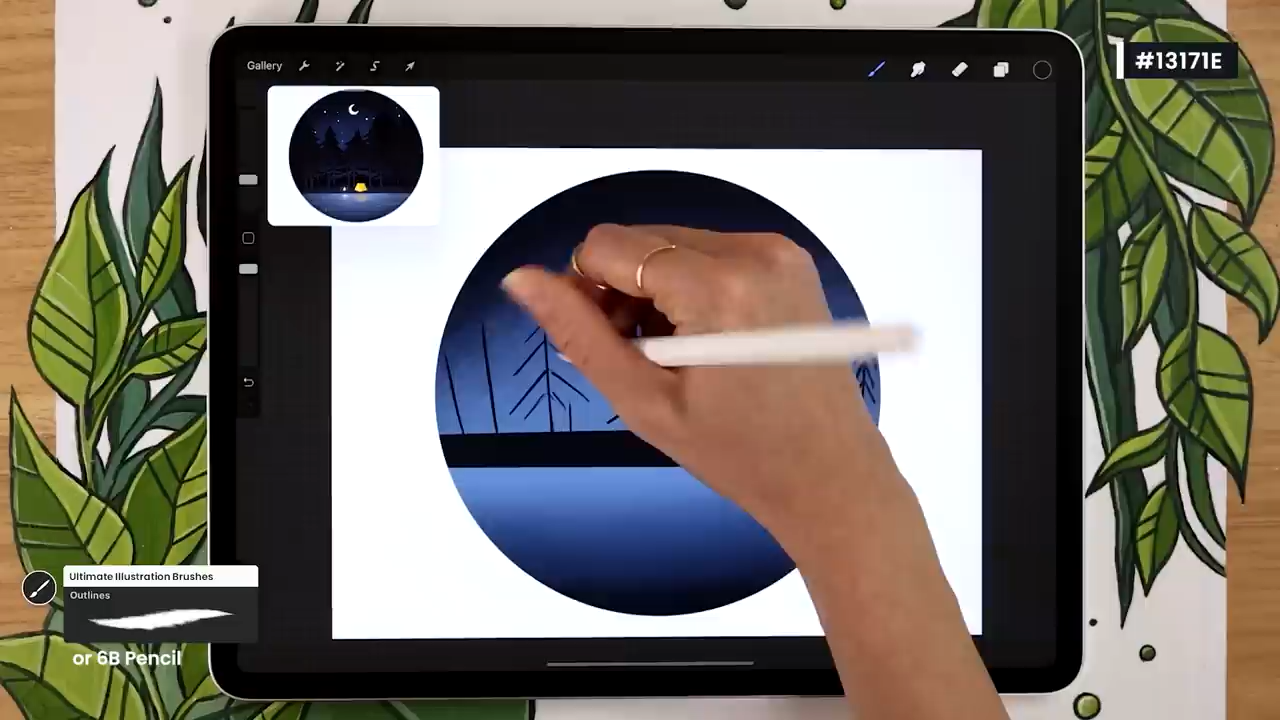 Gallery
#13171E
Ultimate Illustration Brushes
Outlines
or 6B Pencil